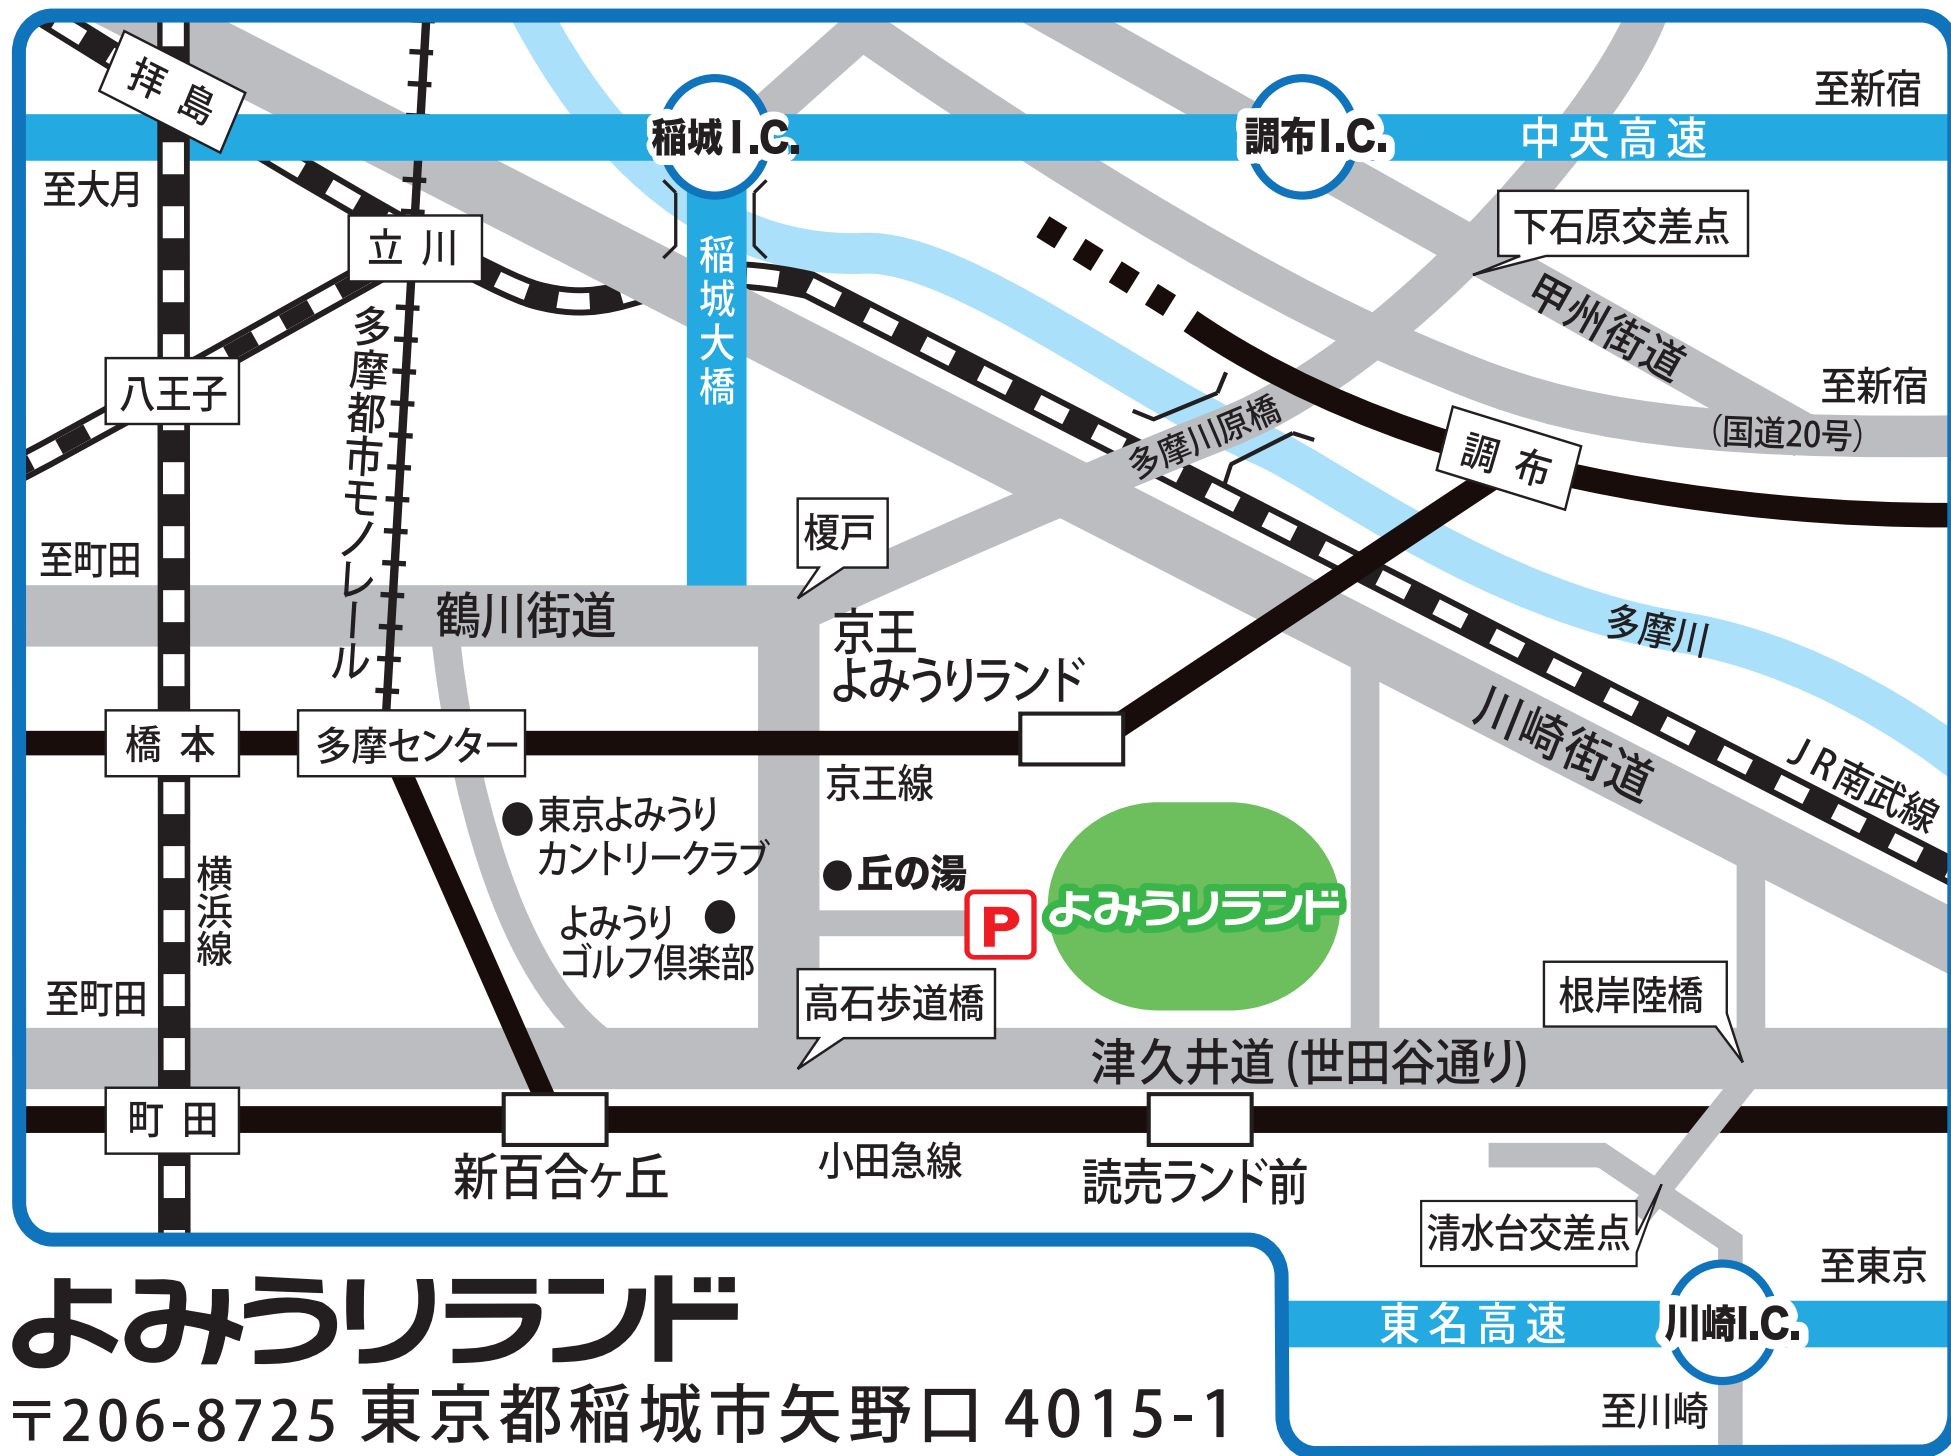 至新宿
拝島
稲城I.C.
調布I.C.
中央高速
至大月
下石原交差点
立川
稲城大橋
甲州街道
多摩都市モノレール
八王子
至新宿
(国道20号)
多摩川原橋
調布
榎戸
至町田
鶴川街道
京王
よみうりランド
多摩川
川崎街道
JR南武線
橋本
多摩センター
京王線
東京よみうり
カントリークラブ
丘の湯
横浜線
よみうり
ゴルフ倶楽部
P
よみうりランド
至町田
高石歩道橋
根岸陸橋
津久井道(世田谷通り)
町田
新百合ヶ丘
小田急線
読売ランド前
清水台交差点
至東京
東名高速
川崎I.C.
至川崎
よみうりランド
〒206-8725 東京都稲城市矢野口 4015-1